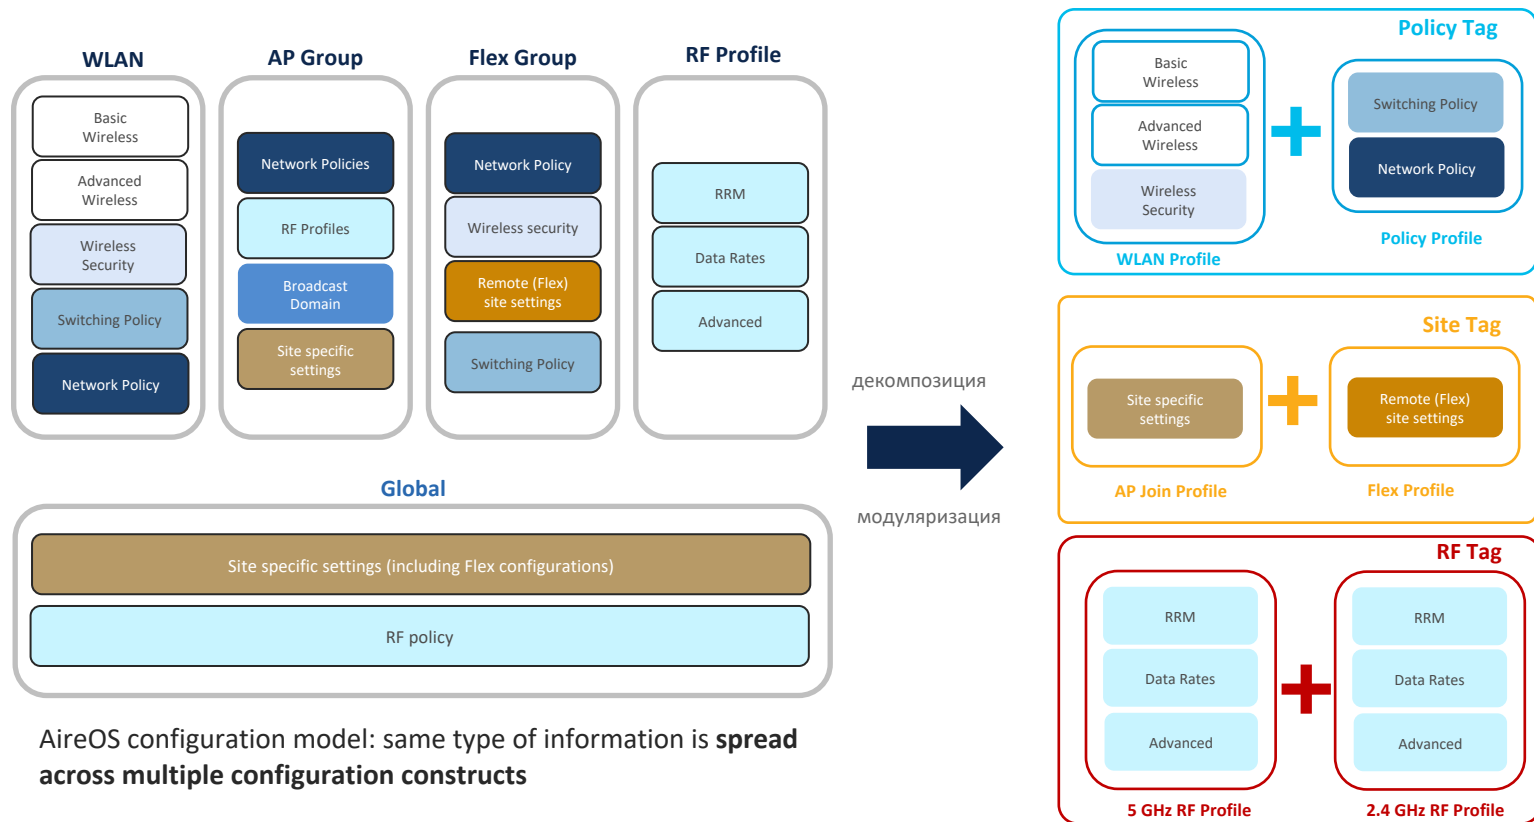 WLAN
Basic
Wireless
Advanced
Wireless
Wireless
Security
Switching Policy
Network Policy
AP Group
Network Policies
RF Profiles
Broadcast
Domain
Site specific
settings
Flex Group
Network Policy
Wireless security
Remote (Flex)
site settings
Switching Policy
RF Profile
RRM
Data Rates
Advanced
Global
Site specific settings (including Flex configurations)
RF policy
AireOS configuration model: same type of information is spread
across multiple configuration constructs
декомпозиция
модуляризация
Policy Tag
Basic
Wireless
Advanced
Wireless
Wireless
Security
WLAN Profile
Switching Policy
Network Policy
Policy Profile
Site Tag
Site specific
settings
AP Join Profile
Remote (Flex)
site settings
Flex Profile
RF Tag
RRM
Data Rates
Advanced
5 GHz RF Profile
RRM
Data Rates
Advanced
2.4 GHz RF Profile